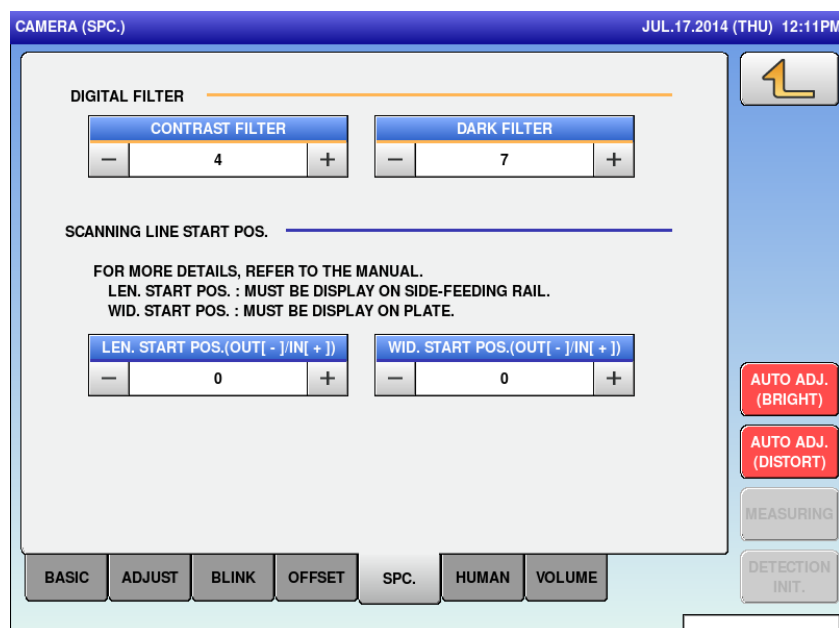 CAMERA (SPC.)
JUL.17.2014 (THU) 12:11PM
DIGITAL FILTER
CONTRAST FILTER
DARK FILTER
− 4 +
− 7 +
SCANNING LINE START POS.
FOR MORE DETAILS, REFER TO THE MANUAL.
LEN. START POS. : MUST BE DISPLAY ON SIDE-FEEDING RAIL.
WID. START POS. : MUST BE DISPLAY ON PLATE.
LEN. START POS.(OUT[ - ]/IN[ + ])
WID. START POS.(OUT[ - ]/IN[ + ])
− 0 +
− 0 +
AUTO ADJ.
(BRIGHT)
AUTO ADJ.
(DISTORT)
MEASURING
DETECTION
INIT.
BASIC
ADJUST
BLINK
OFFSET
SPC.
HUMAN
VOLUME